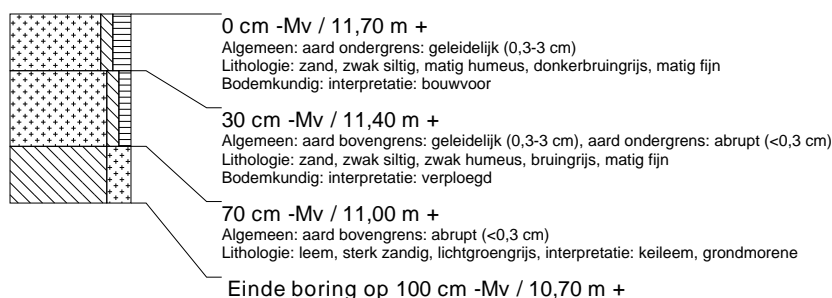 0 cm -Mv / 11,70 m +
Algemeen: aard ondergrens: geleidelijk (0,3-3 cm)
Lithologie: zand, zwak siltig, matig humeus, donkerbruingrijs, matig fijn
Bodemkundig: interpretatie: bouwvoor
30 cm -Mv / 11,40 m +
Algemeen: aard bovengrens: geleidelijk (0,3-3 cm), aard ondergrens: abrupt (<0,3 cm)
Lithologie: zand, zwak siltig, zwak humeus, bruingrijs, matig fijn
Bodemkundig: interpretatie: verploegd
70 cm -Mv / 11,00 m +
Algemeen: aard bovengrens: abrupt (<0,3 cm)
Lithologie: leem, sterk zandig, lichtgroengrijs, interpretatie: keileem, grondmorene
Einde boring op 100 cm -Mv / 10,70 m +